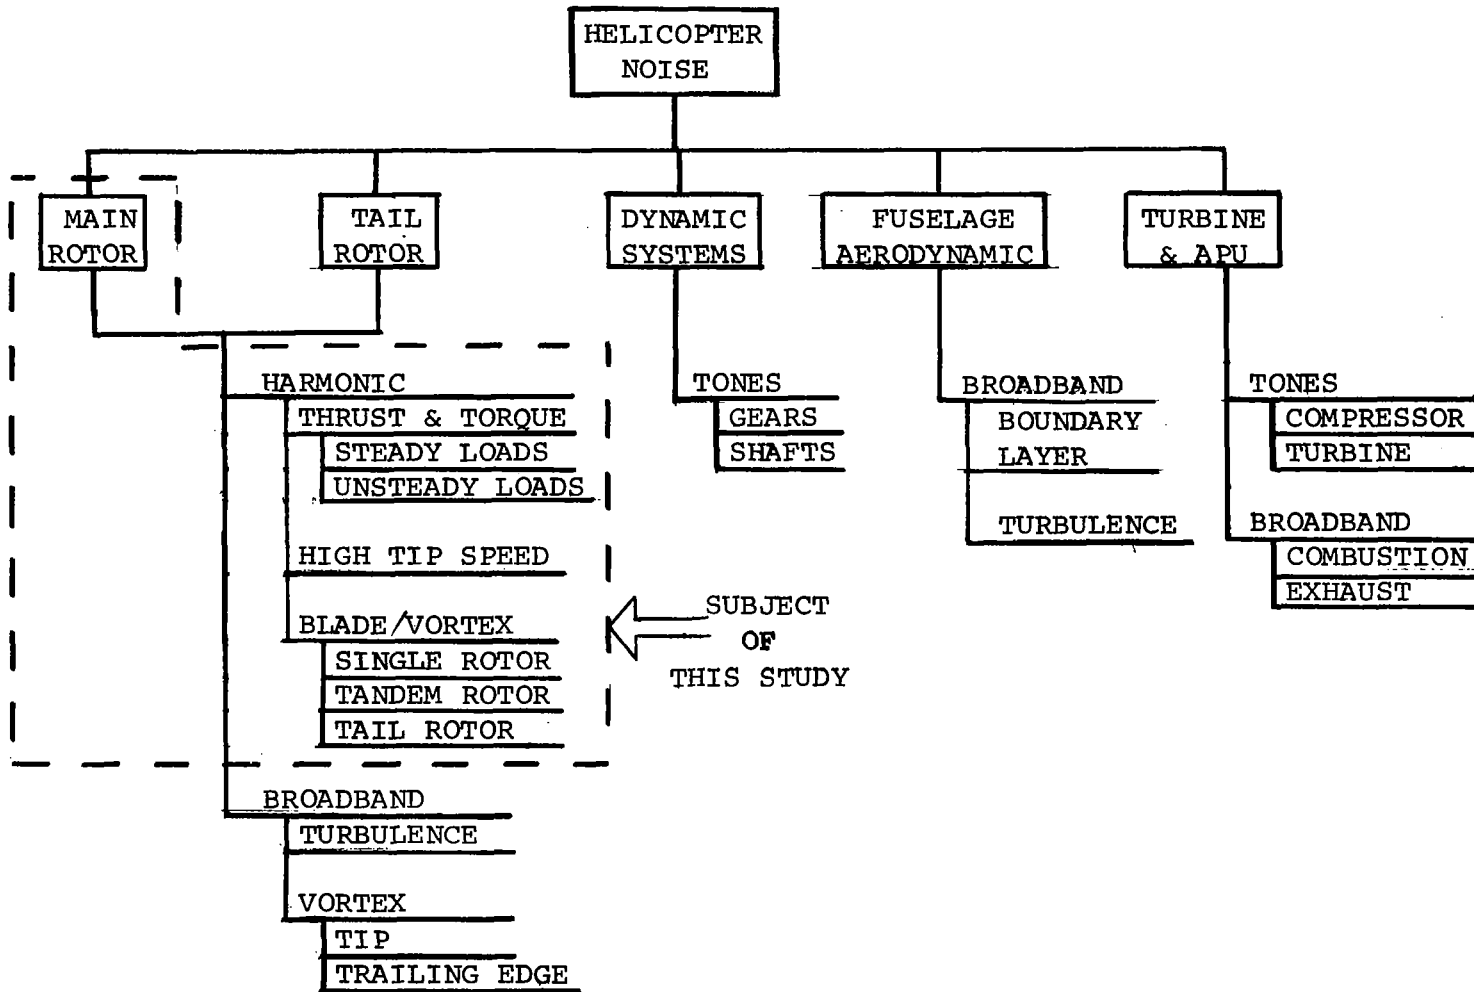 HELICOPTER
NOISE
MAIN
ROTOR
TAIL
ROTOR
DYNAMIC
SYSTEMS
FUSELAGE
AERODYNAMIC
TURBINE
& APU
HARMONIC
THRUST & TORQUE
STEADY LOADS
UNSTEADY LOADS
HIGH TIP SPEED
BLADE/VORTEX
SINGLE ROTOR
TANDEM ROTOR
TAIL ROTOR
SUBJECT
OF
THIS STUDY
BROADBAND
TURBULENCE
VORTEX
TIP
TRAILING EDGE
TONES
GEARS
SHAFTS
BROADBAND
BOUNDARY
LAYER
TURBULENCE
TONES
COMPRESSOR
TURBINE
BROADBAND
COMBUSTION
EXHAUST